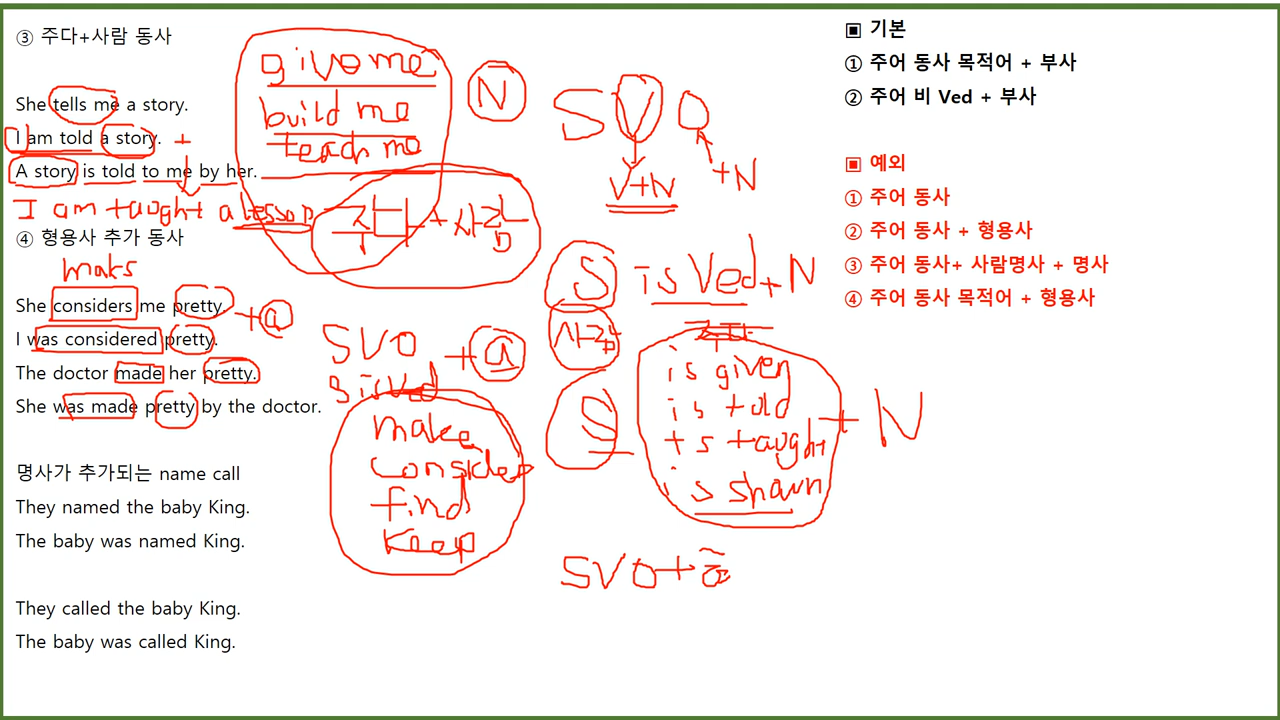 ③ 주다+사람 동사
She tells me a story.
I am told a story. +
A story is told to me by her.
I am taught a lesson
④ 형용사 추가 동사
She considers me pretty.
I was considered pretty.
The doctor made her pretty.
She was made pretty by the doctor.
명사가 추가되는 name call
They named the baby King.
The baby was named King.
They called the baby King.
The baby was called King.
give me
build me
teach me
N
S V O
V+N
+N
+ a
SVO + a
make
consider
find
keep
S is Ved + N
사람
S
is given
is told
is taught
is shawn
+ N
SVO + a
▣ 기본
① 주어 동사 목적어 + 부사
② 주어 비 Ved + 부사
▣ 예외
① 주어 동사
② 주어 동사 + 형용사
③ 주어 동사+ 사람명사 + 명사
④ 주어 동사 목적어 + 형용사